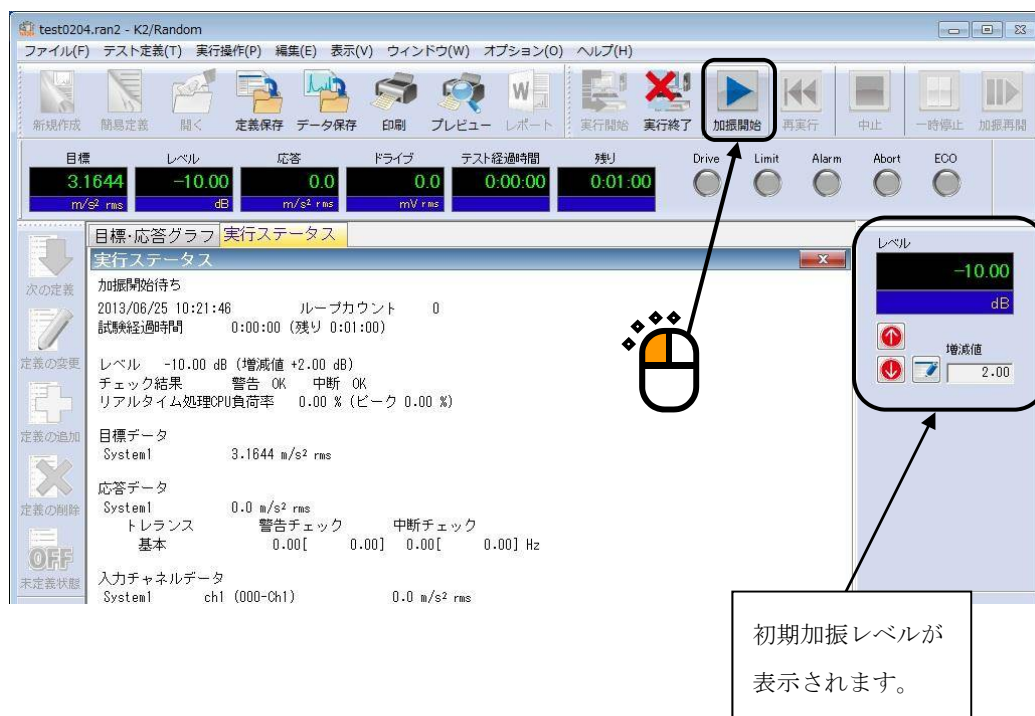 test0204.ran2 - K2/Random
ファイル(F) テスト定義(T) 実行操作(P) 編集(E) 表示(V) ウィンドウ(W) オプション(O) ヘルプ(H)
新規作成 簡易定義 開く 定義保存 データ保存 印刷 プレビュー レポート 実行開始 実行終了 加振開始 再実行 中止 一時停止 加振再開
目標 レベル 応答 ドライブ テスト経過時間 残り Drive Limit Alarm Abort ECO
3.1644 -10.00 0.0 0.0 0:00:00 0:01:00
m/s² rms dB m/s² rms mV rms
目標・応答グラフ 実行ステータス
実行ステータス
加振開始待ち
2013/06/25 10:21:46 ループカウント 0
試験経過時間 0:00:00 (残り 0:01:00)
レベル -10.00 dB (増減値 +2.00 dB)
チェック結果 警告 OK 中断 OK
リアルタイム処理CPU負荷率 0.00 % (ピーク 0.00 %)
目標データ
System1 3.1644 m/s² rms
応答データ
System1 0.0 m/s² rms
トレランス 警告チェック 中断チェック
基本 0.00[ 0.00] 0.00[ 0.00] Hz
入力チャネルデータ
System1 ch1 (000-Ch1) 0.0 m/s² rms
次の定義
定義の変更
定義の追加
定義の削除
OFF
未定義状態
レベル
-10.00
dB
増減値
2.00
初期加振レベルが
表示されます。